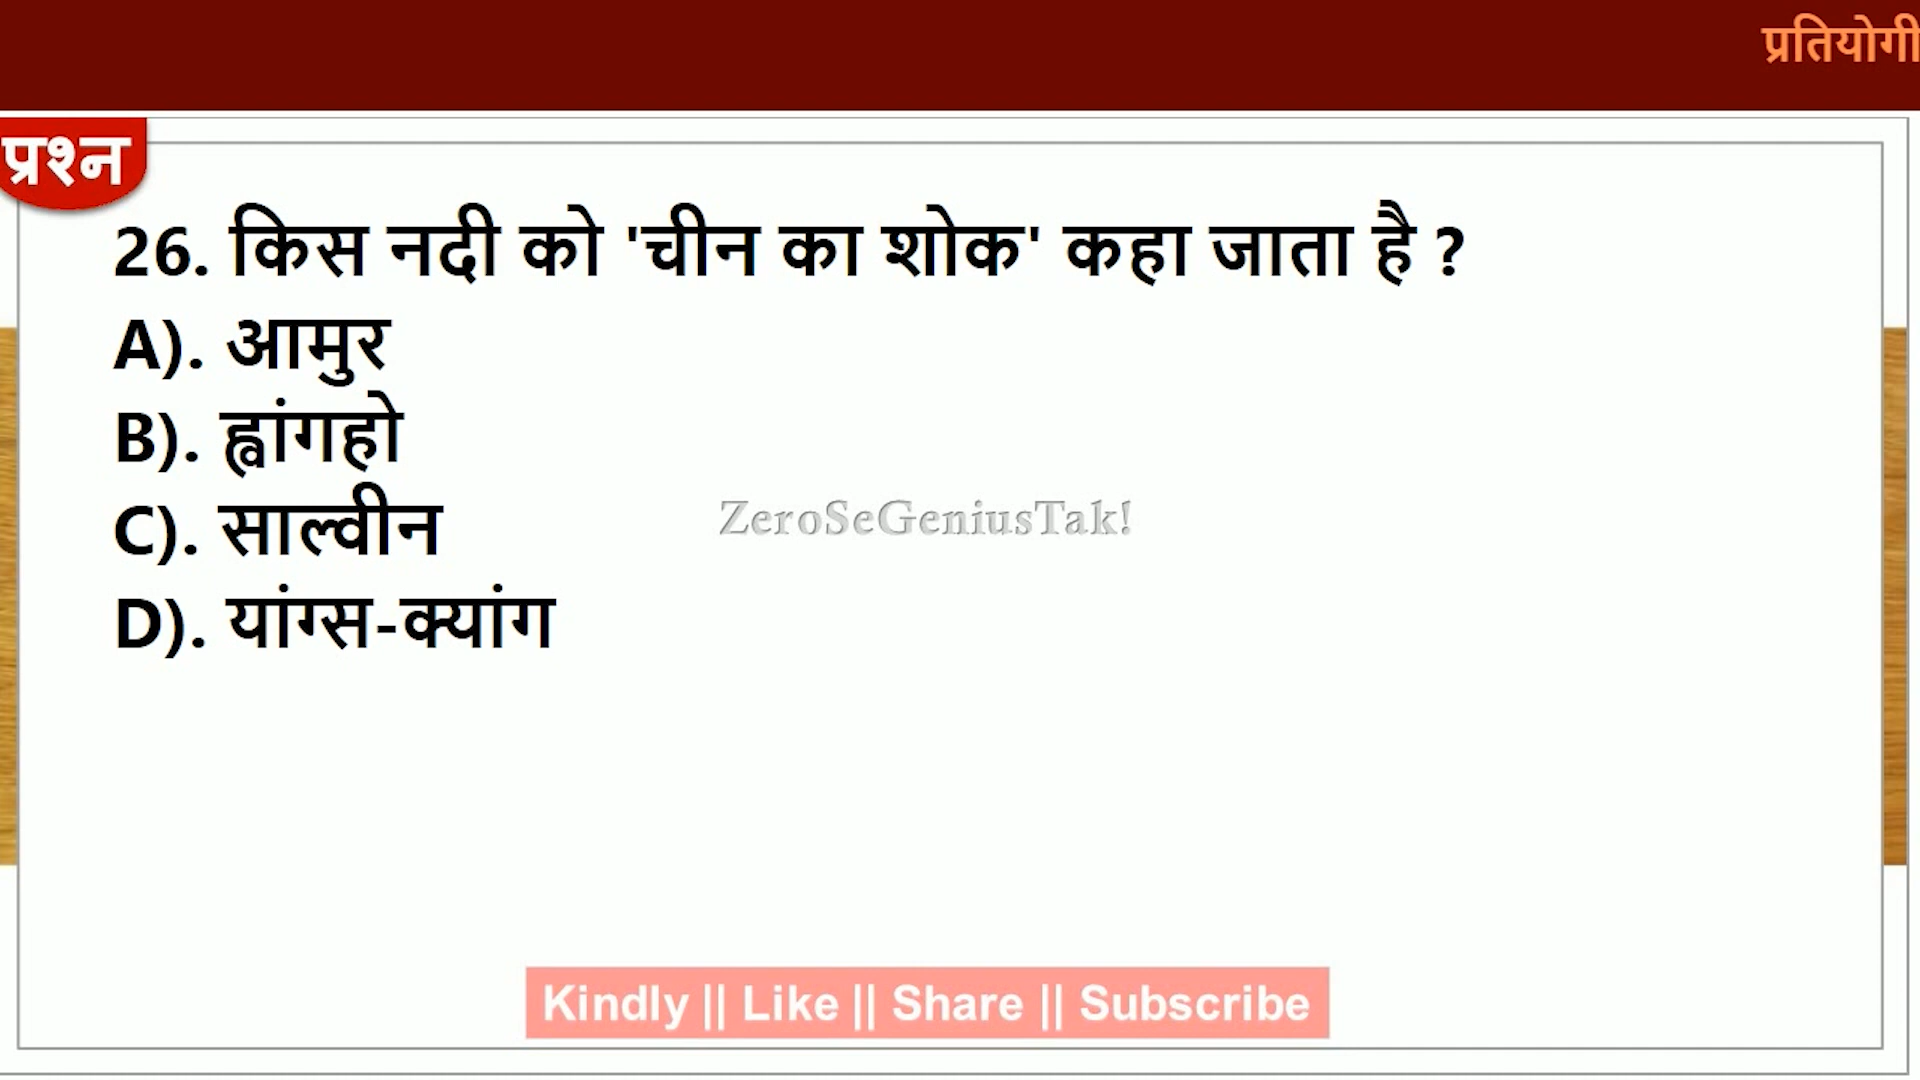 प्रतियोगी
प्रश्न
26. किस नदी को 'चीन का शोक' कहा जाता है ?
A). आमुर
B). ह्वांगहो
C). साल्वीन
D). यांग्स-क्यांग
ZeroSeGeniusTak!
Kindly || Like || Share || Subscribe